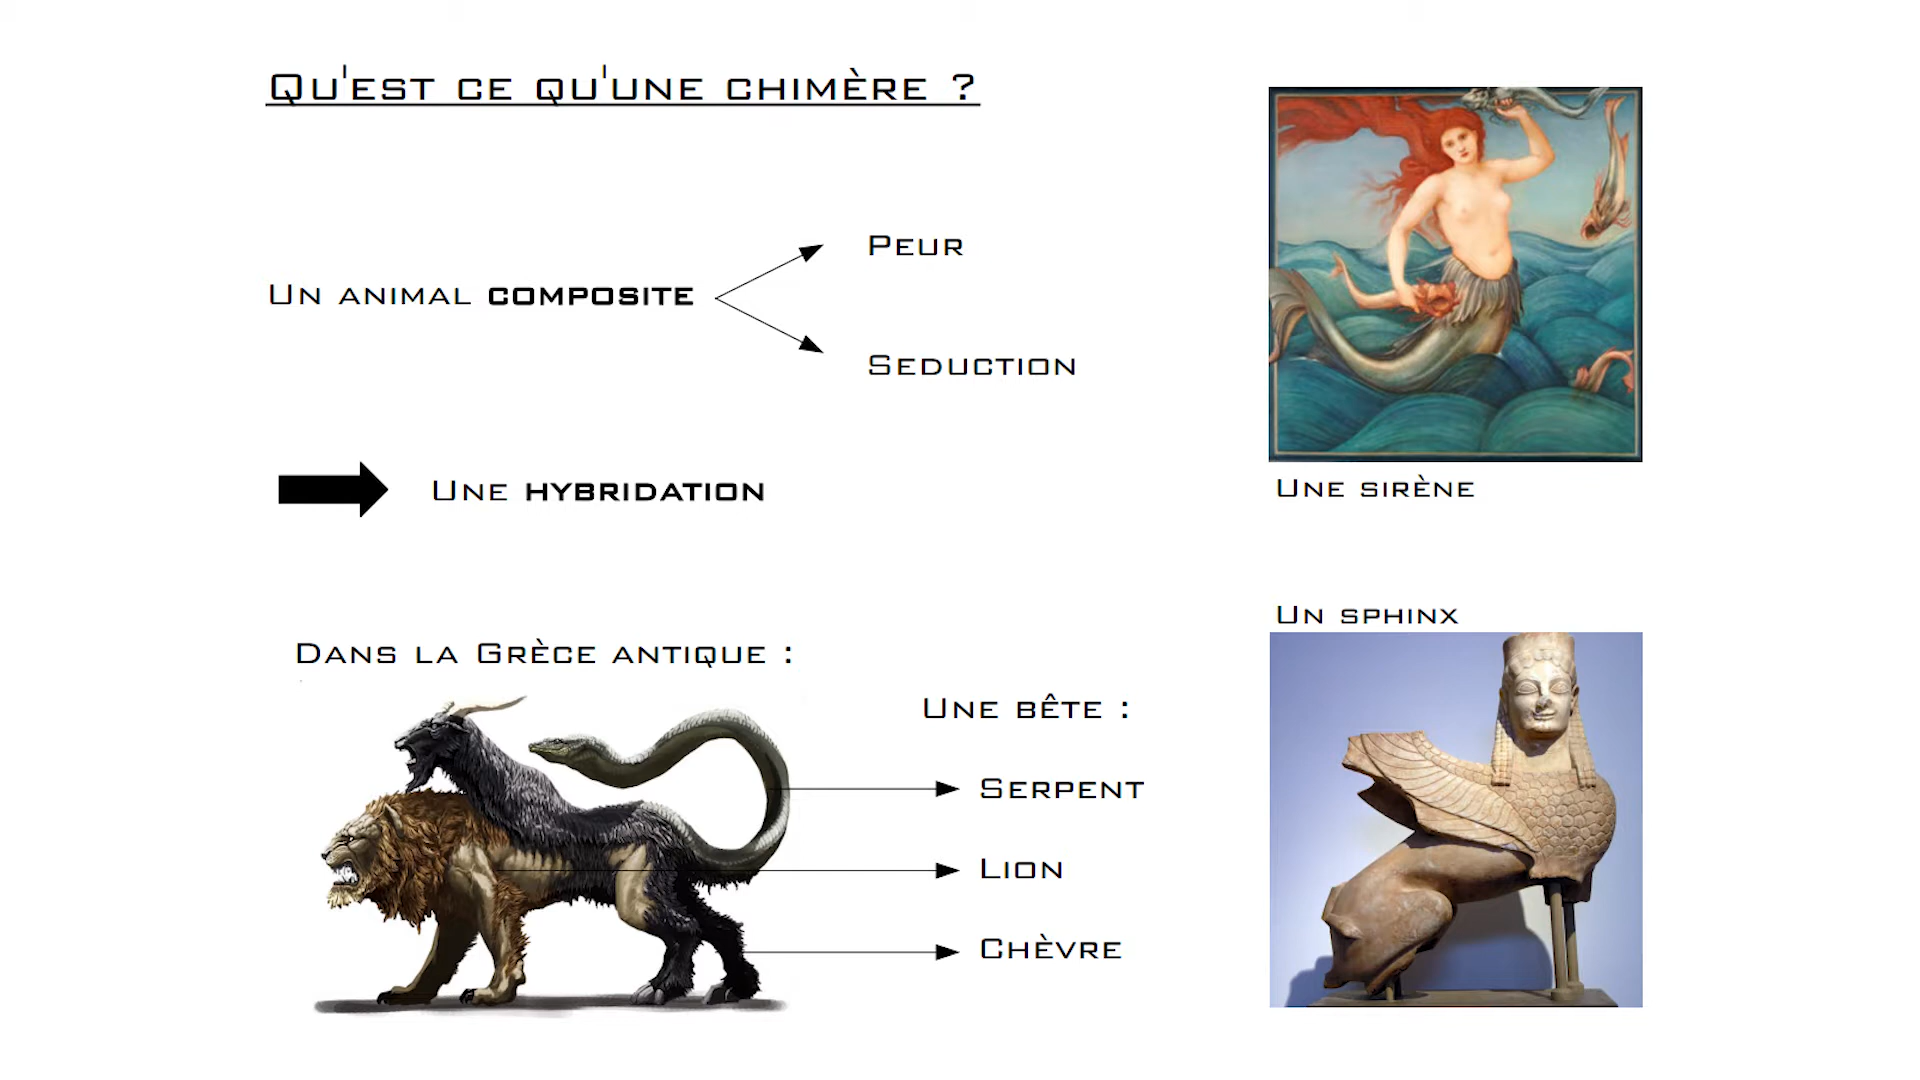 Qu'est ce qu'une chimère ?
Un animal composite
Peur
Seduction
Une hybridation
Une sirène
Un sphinx
Dans la Grèce antique :
Une bête :
Serpent
Lion
Chèvre